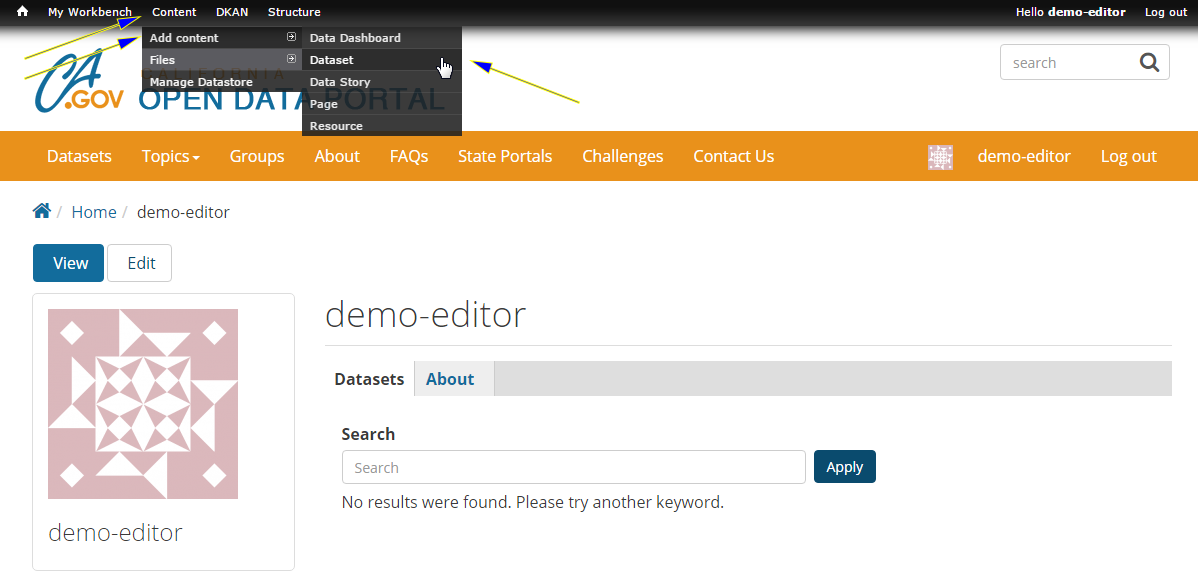 My Workbench Content DKAN Structure Hello demo-editor Log out
Add content
Files
Manage Datastore
Data Dashboard
Dataset
Data Story
Page
Resource
CA
.GOV
CALIFORNIA
OPEN DATA PORTAL
search
Datasets Topics Groups About FAQs State Portals Challenges Contact Us demo-editor Log out
/ Home / demo-editor
View Edit
demo-editor
demo-editor
Datasets About
Search
Search Apply
No results were found. Please try another keyword.